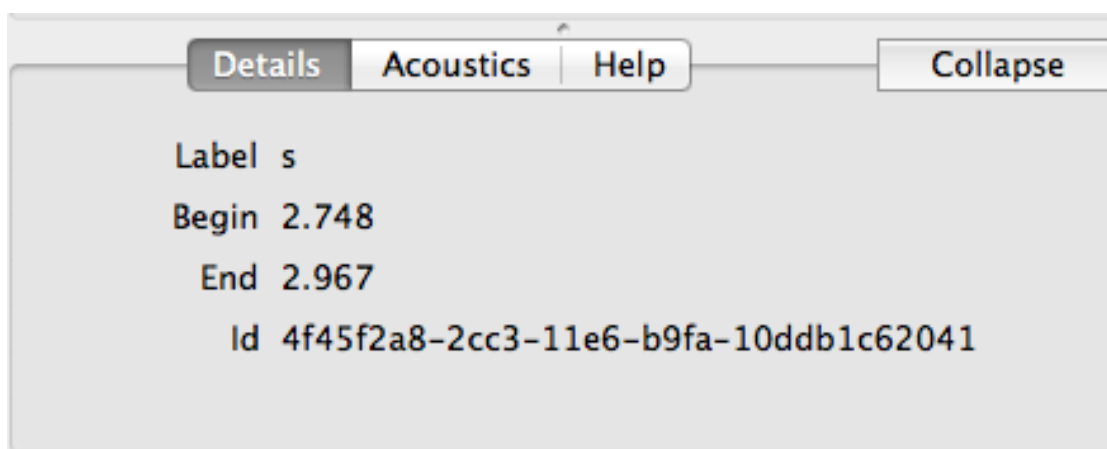 Details Acoustics Help Collapse
Label s
Begin 2.748
End 2.967
Id 4f45f2a8-2cc3-11e6-b9fa-10ddb1c62041